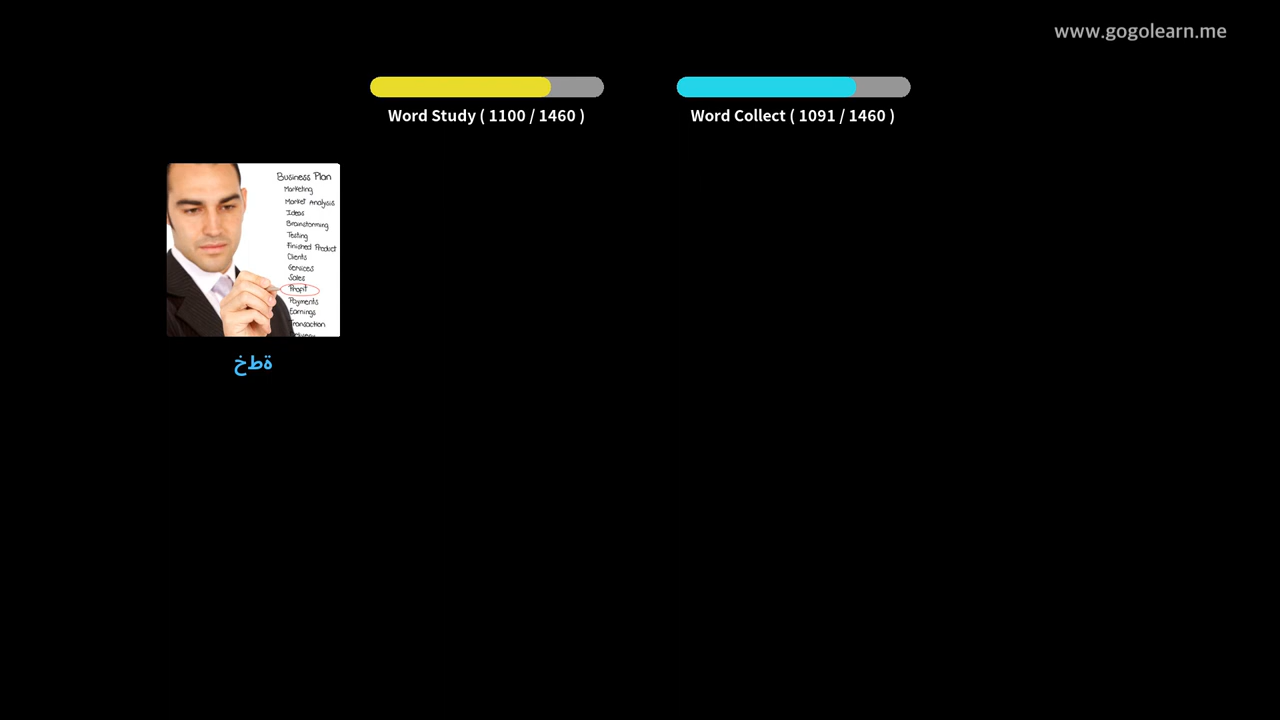 www.gogolearn.me
Word Study ( 1100 / 1460 )
Word Collect ( 1091 / 1460 )
Business Plan
Marketing
Market Analysis
Ideas
Brainstorming
Testing
Finished Product
Clients
Services
Sales
Profit
Payments
Earnings
Transaction
Delivery
خطة